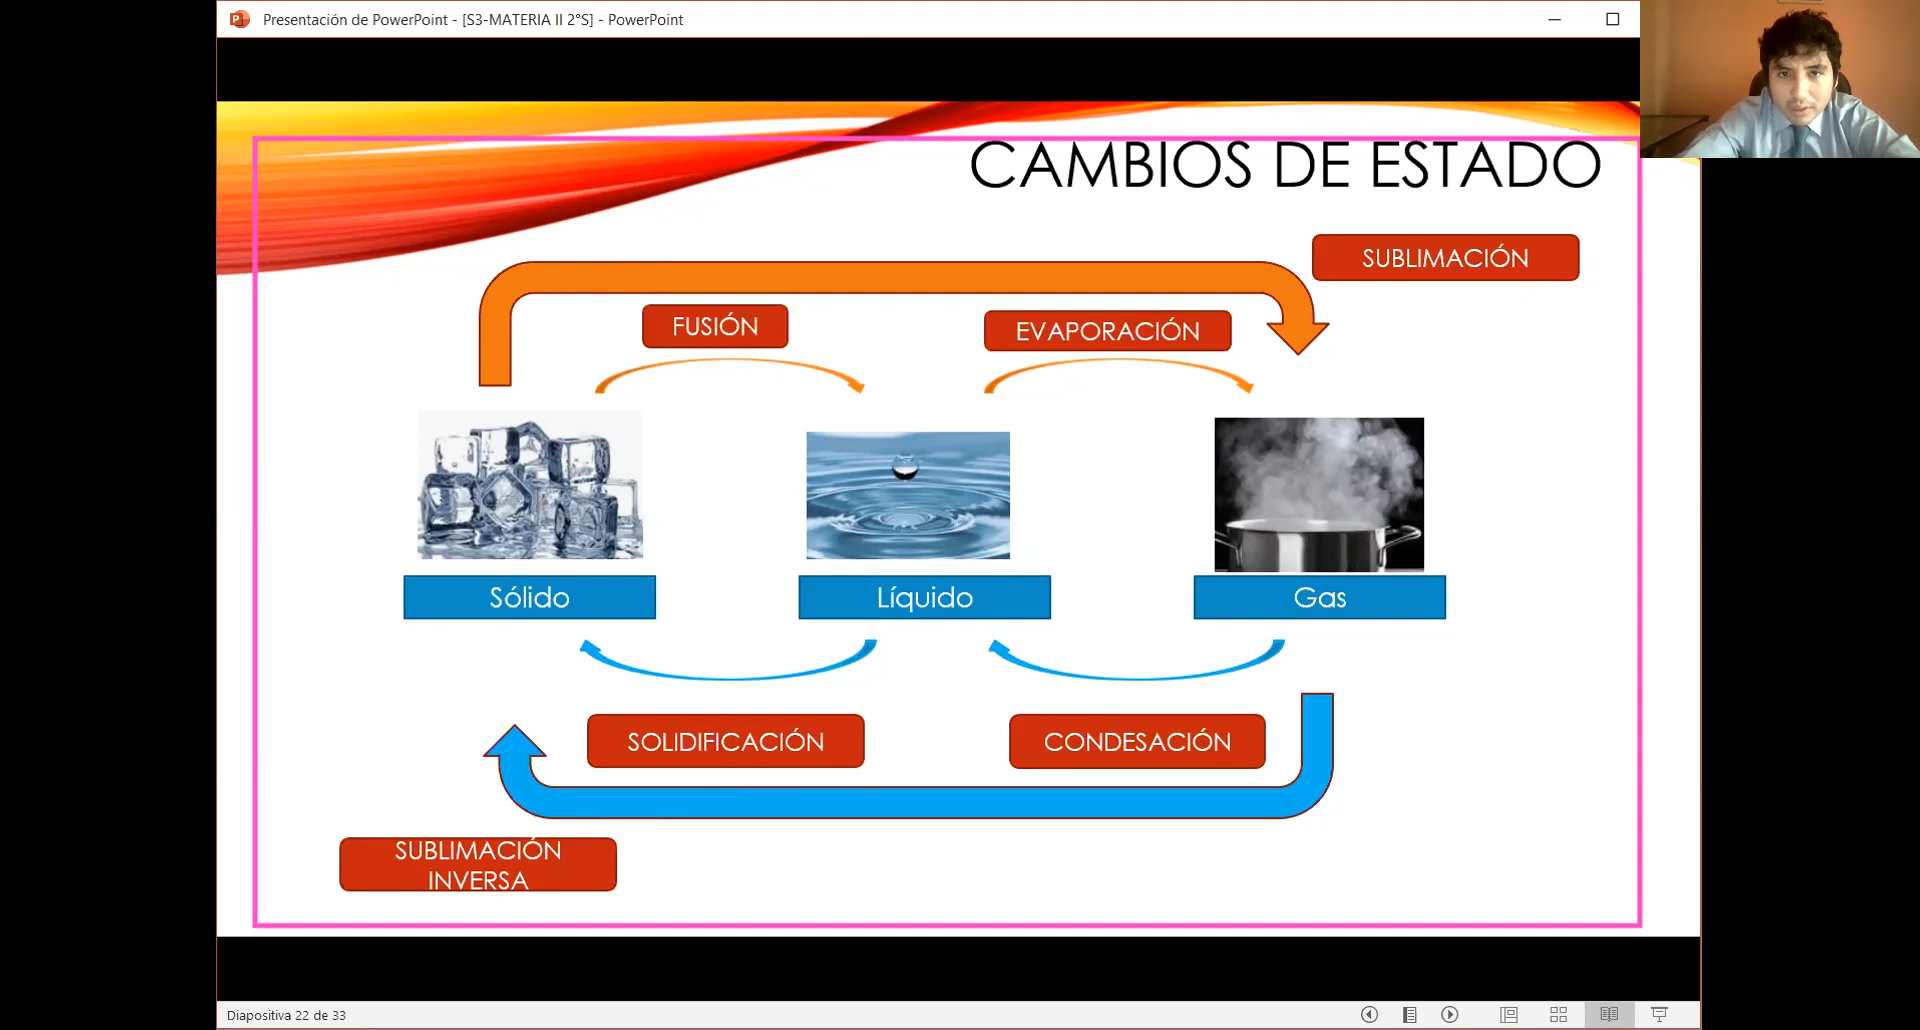 Presentación de PowerPoint - [S3-MATERIA II 2°S] - PowerPoint
CAMBIOS DE ESTADO
SUBLIMACIÓN
FUSIÓN
EVAPORACIÓN
Sólido
Líquido
Gas
SOLIDIFICACIÓN
CONDESACIÓN
SUBLIMACIÓN
INVERSA
Diapositiva 22 de 33